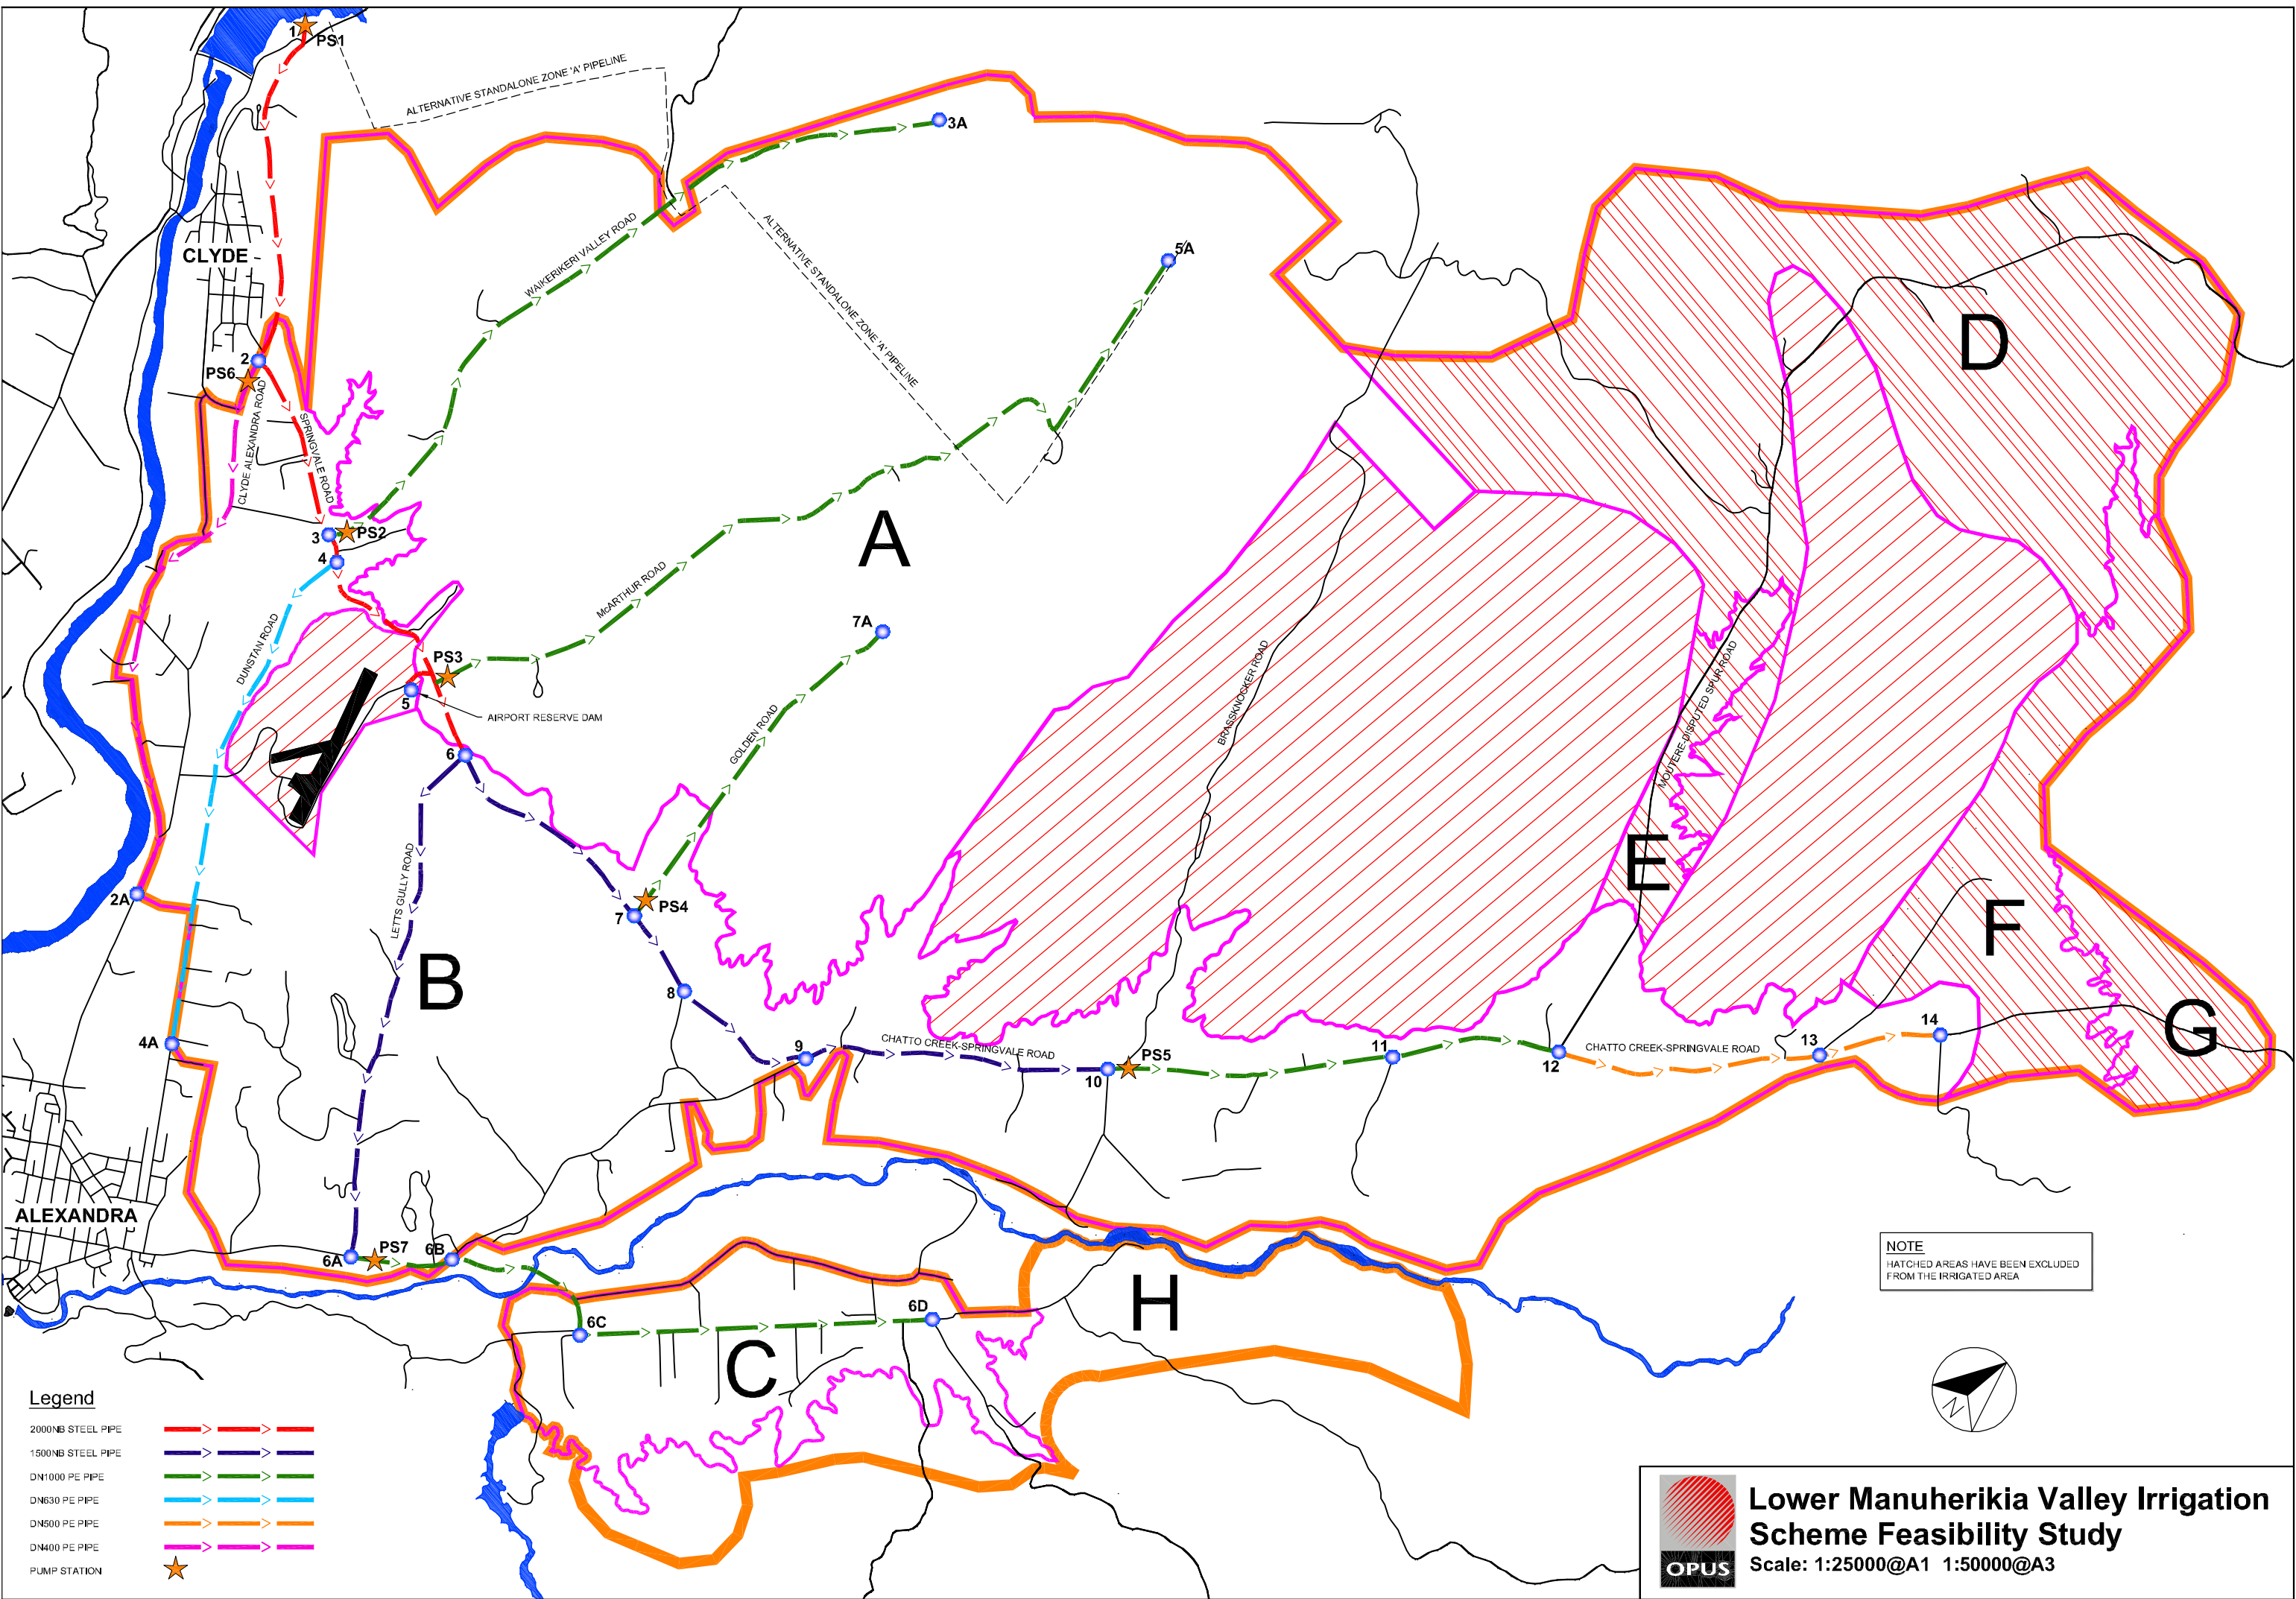 1
PS1
ALTERNATIVE STANDALONE ZONE 'A' PIPELINE
3A
CLYDE
WAIKERIKERI VALLEY ROAD
ALTERNATIVE STANDALONE ZONE 'A' PIPELINE
5A
D
2
PS6
CLYDE ALEXANDRA ROAD
SPRINGVALE ROAD
3
PS2
4
A
McARTHUR ROAD
DUNSTAN ROAD
7A
PS3
5
AIRPORT RESERVE DAM
GOLDEN ROAD
BRASSKNOCKER ROAD
MOUTERE-DISPUTED SPUR ROAD
6
E
LETTS GULLY ROAD
2A
PS4
7
F
B
8
G
4A
9
CHATTO CREEK-SPRINGVALE ROAD
10
PS5
11
12
CHATTO CREEK-SPRINGVALE ROAD
13
14
ALEXANDRA
6A
PS7
6B
NOTE
HATCHED AREAS HAVE BEEN EXCLUDED
FROM THE IRRIGATED AREA
H
6C
6D
C
N
Legend
2000NB STEEL PIPE
1500NB STEEL PIPE
DN1000 PE PIPE
DN630 PE PIPE
DN500 PE PIPE
DN400 PE PIPE
PUMP STATION
OPUS
Lower Manuherikia Valley Irrigation
Scheme Feasibility Study
Scale: 1:25000@A1 1:50000@A3